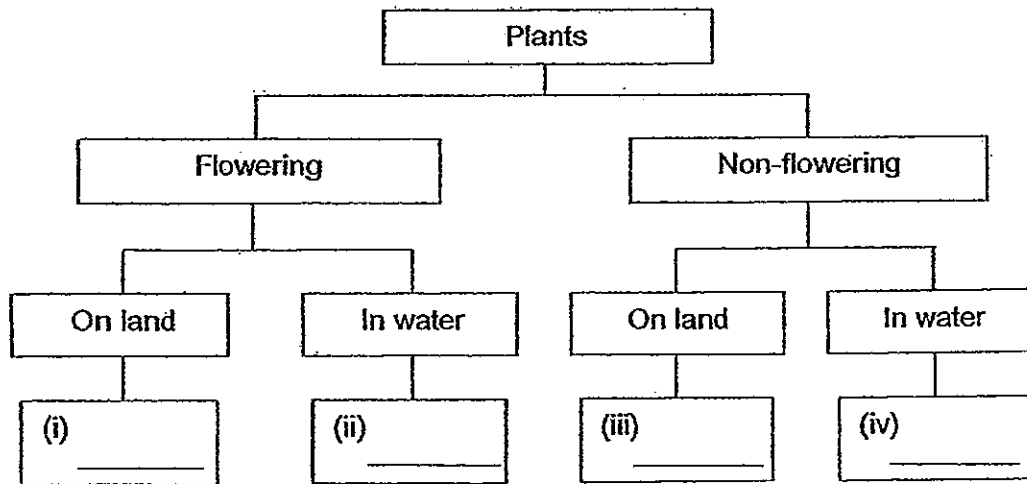 Plants
Flowering
Non-flowering
On land
In water
On land
In water
(i)
(ii)
(iii)
(iv)